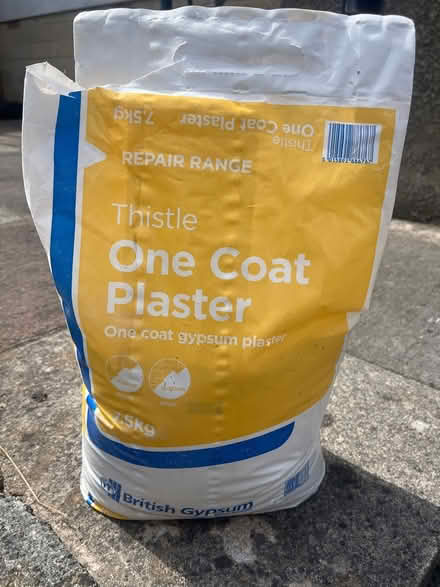 7.5kg
Thistle
One Coat Plaster
REPAIR RANGE
Thistle
One Coat
Plaster
One coat gypsum plaster
7.5kg
British Gypsum